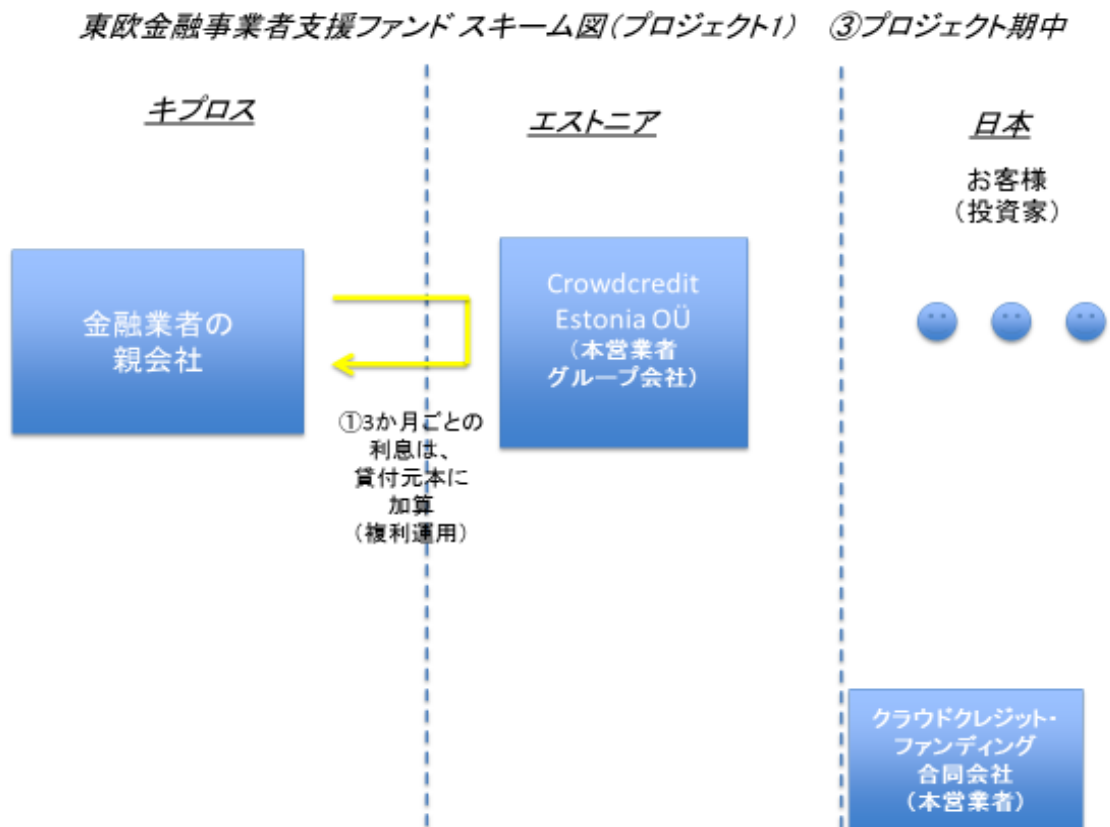 東欧金融事業者支援ファンド スキーム図（プロジェクト1） ③プロジェクト期中
キプロス
エストニア
日本
お客様
（投資家）
金融業者の
親会社
Crowdcredit
Estonia OÜ
（本営業者
グループ会社）
①3か月ごとの
利息は、
貸付元本に
加算
（複利運用）
クラウドクレジット・
ファンディング
合同会社
（本営業者）